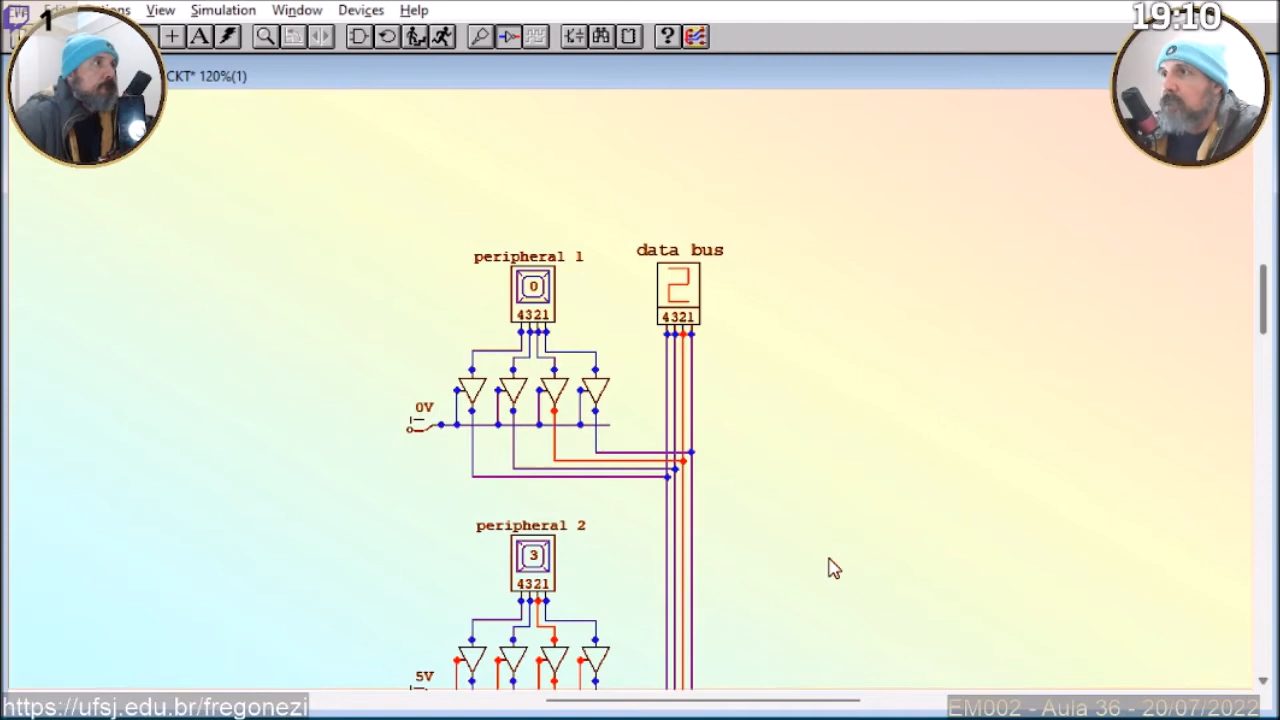 1
19:10
View Simulation Window Devices Help
A
?
CKT* 120%(1)
peripheral 1
0
4321
data bus
2
4321
0V
peripheral 2
3
4321
5V
https://ufsj.edu.br/fregonezi
EM002 - Aula 36 - 20/07/2022